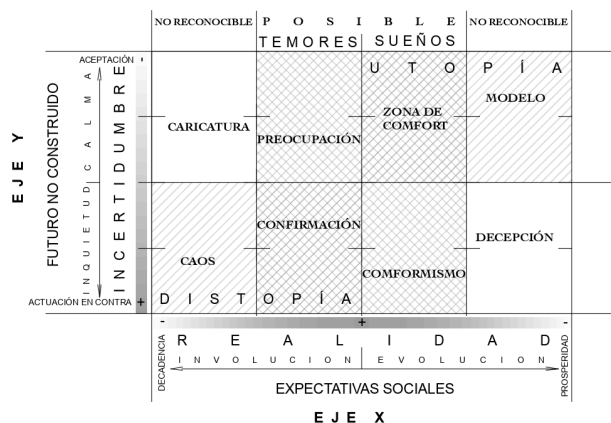 NO RECONOCIBLE P O S I B L E NO RECONOCIBLE
TEMORES SUEÑOS
ACEPTACIÓN -
U T O P Í A
CARICATURA PREOCUPACIÓN ZONA DE COMFORT MODELO
EJE Y
FUTURO NO CONSTRUIDO
INQUIETUD CALMA
INCERTIDUMBRE
CAOS CONFIRMACIÓN COMFORMISMO DECEPCIÓN
ACTUACIÓN EN CONTRA +
D I S T O P Í A
- + -
R E A L I D A D
I N V O L U C I O N E V O L U C I O N
DECADENCIA
PROSPERIDAD
EXPECTATIVAS SOCIALES
EJE X